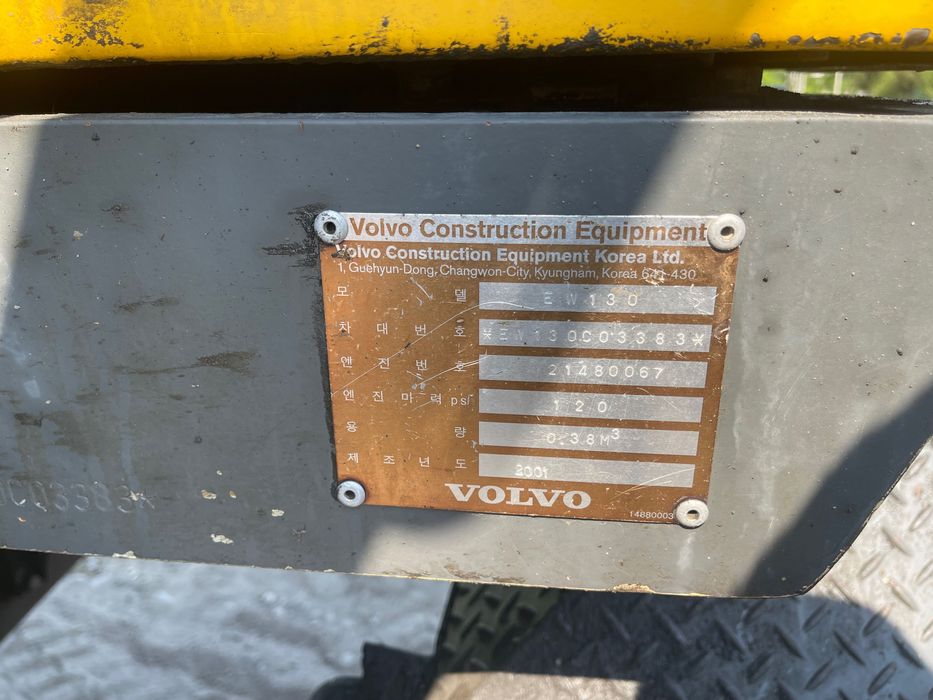 Volvo Construction Equipment
Volvo Construction Equipment Korea Ltd.
1, Guehyun-Dong, Changwon-City, Kyungnam, Korea 641-430
모 델 EW130
차 대 번 호 *EW130C03383*
엔 진 번 호 21480067
엔 진 마 력 ps/ 120
용 량 0.38M³
제 조 년 도 2001
VOLVO
14880003
0C03383*